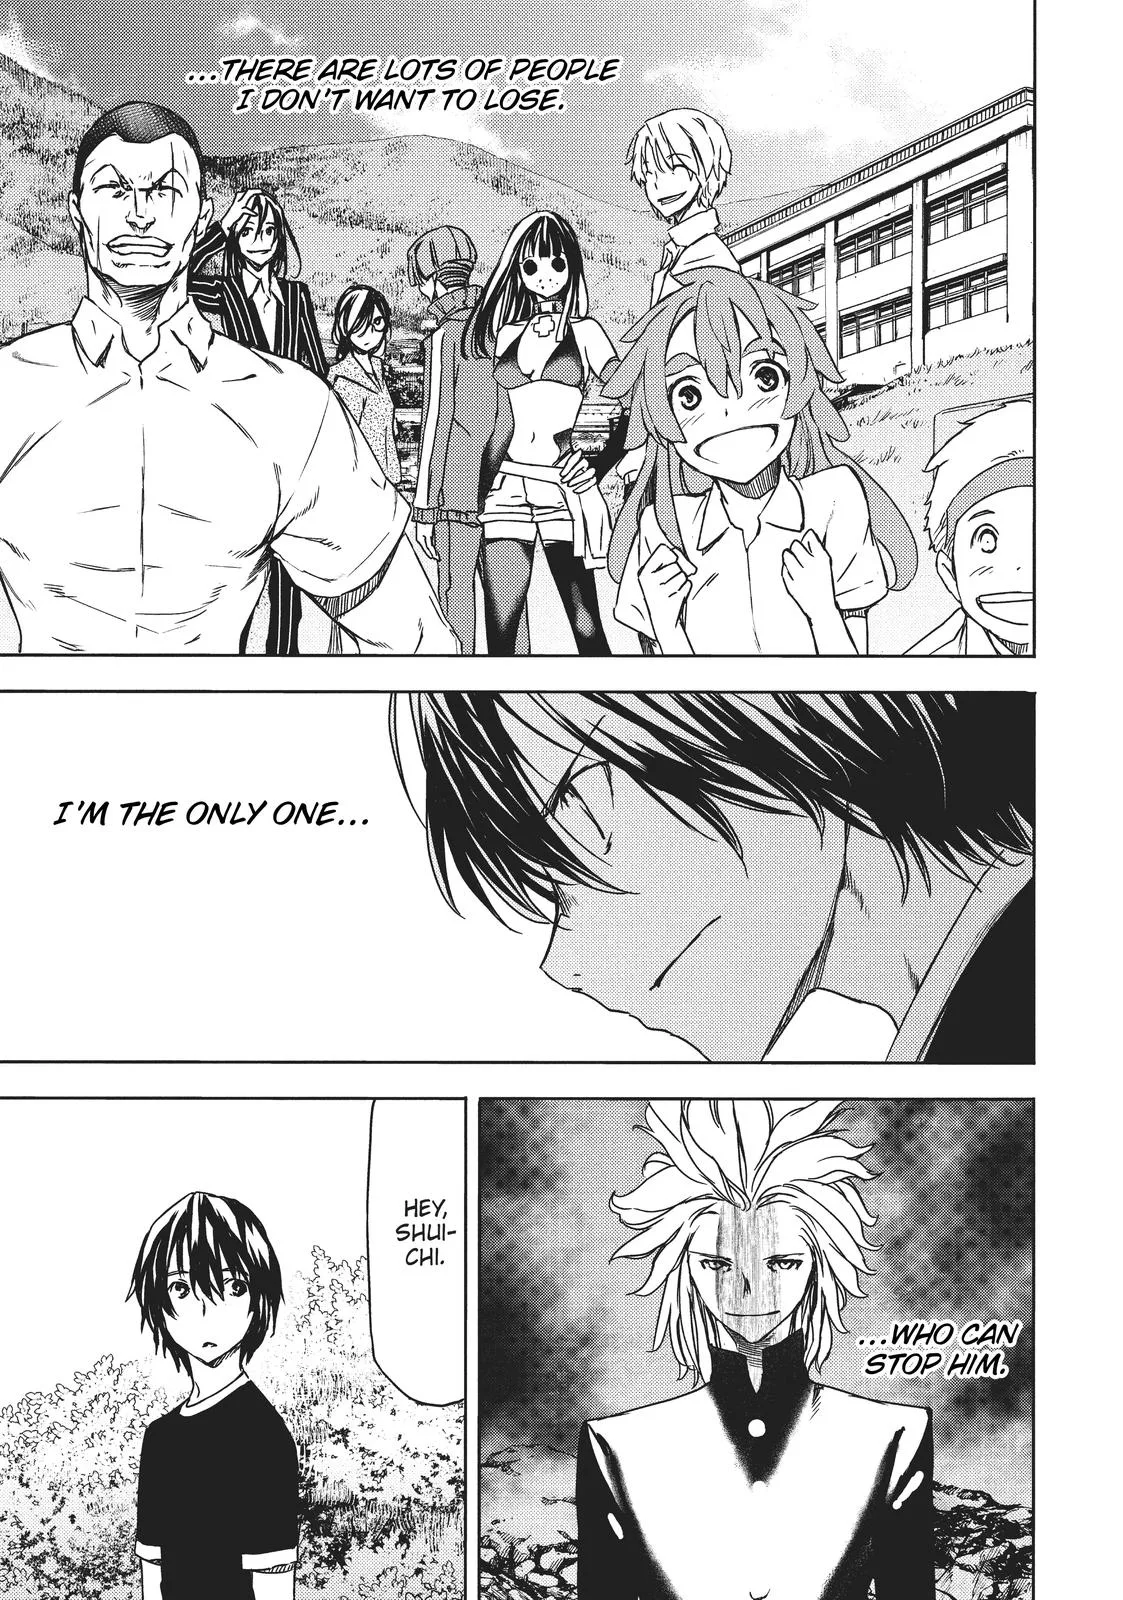 ...THERE ARE LOTS OF PEOPLE
I DON'T WANT TO LOSE.
I'M THE ONLY ONE...
...WHO CAN
STOP HIM.
HEY,
SHUI-
CHI.